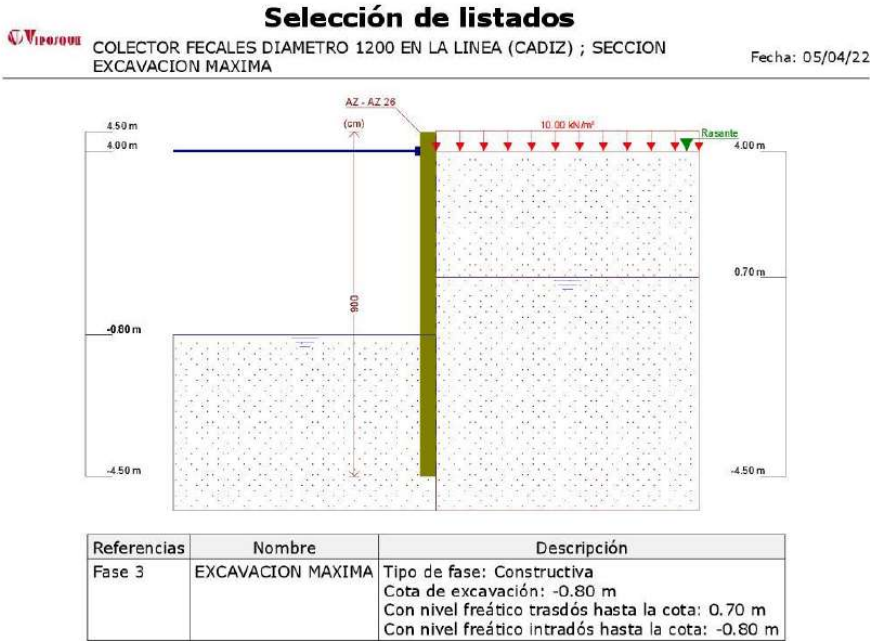 Selección de listados
VIPOSQUE
COLECTOR FECALES DIAMETRO 1200 EN LA LINEA (CADIZ) ; SECCION
EXCAVACION MAXIMA
Fecha: 05/04/22
AZ - AZ 26
(cm)
10.00 kN/m²
Rasante
4.50 m
4.00 m
4.00 m
0.70 m
900
-0.80 m
-4.50 m
-4.50 m
Referencias Nombre Descripción
Fase 3 EXCAVACION MAXIMA Tipo de fase: Constructiva
Cota de excavación: -0.80 m
Con nivel freático trasdós hasta la cota: 0.70 m
Con nivel freático intradós hasta la cota: -0.80 m